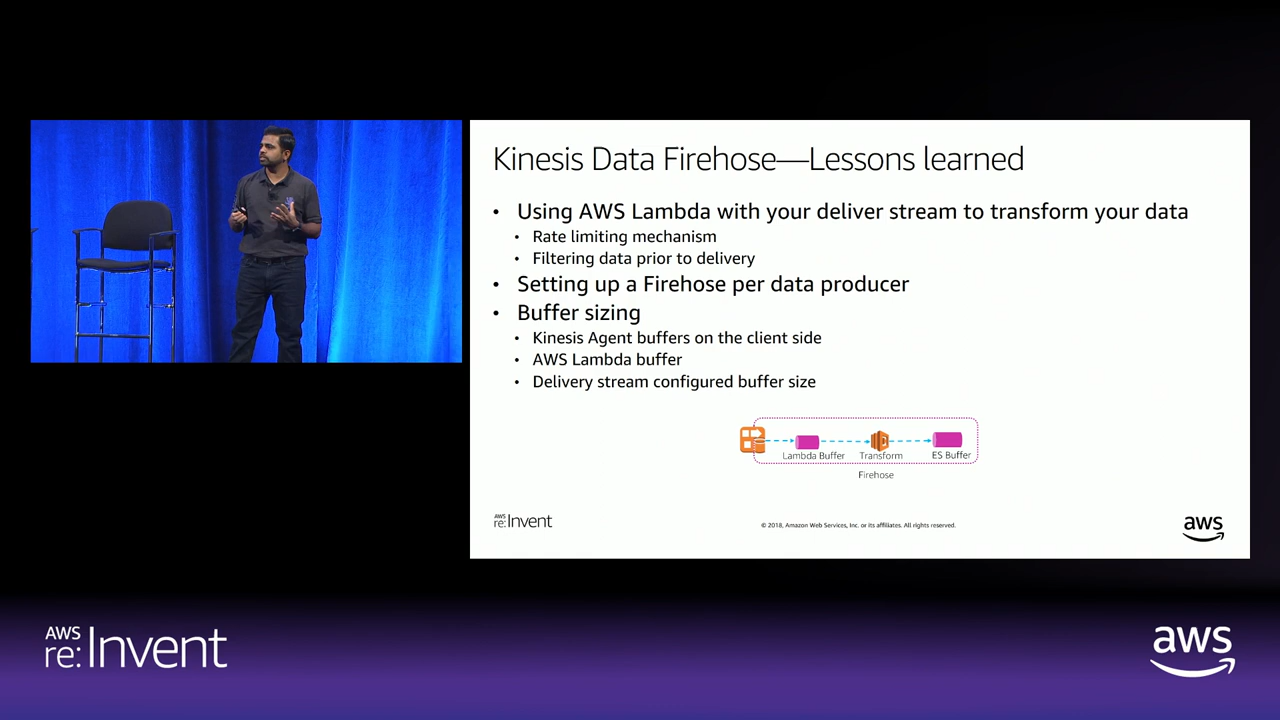 Kinesis Data Firehose—Lessons learned
• Using AWS Lambda with your deliver stream to transform your data
• Rate limiting mechanism
• Filtering data prior to delivery
• Setting up a Firehose per data producer
• Buffer sizing
• Kinesis Agent buffers on the client side
• AWS Lambda buffer
• Delivery stream configured buffer size
Lambda Buffer
Transform
ES Buffer
Firehose
AWS
re:Invent
© 2018, Amazon Web Services, Inc. or its affiliates. All rights reserved.
aws
AWS
re:Invent
aws